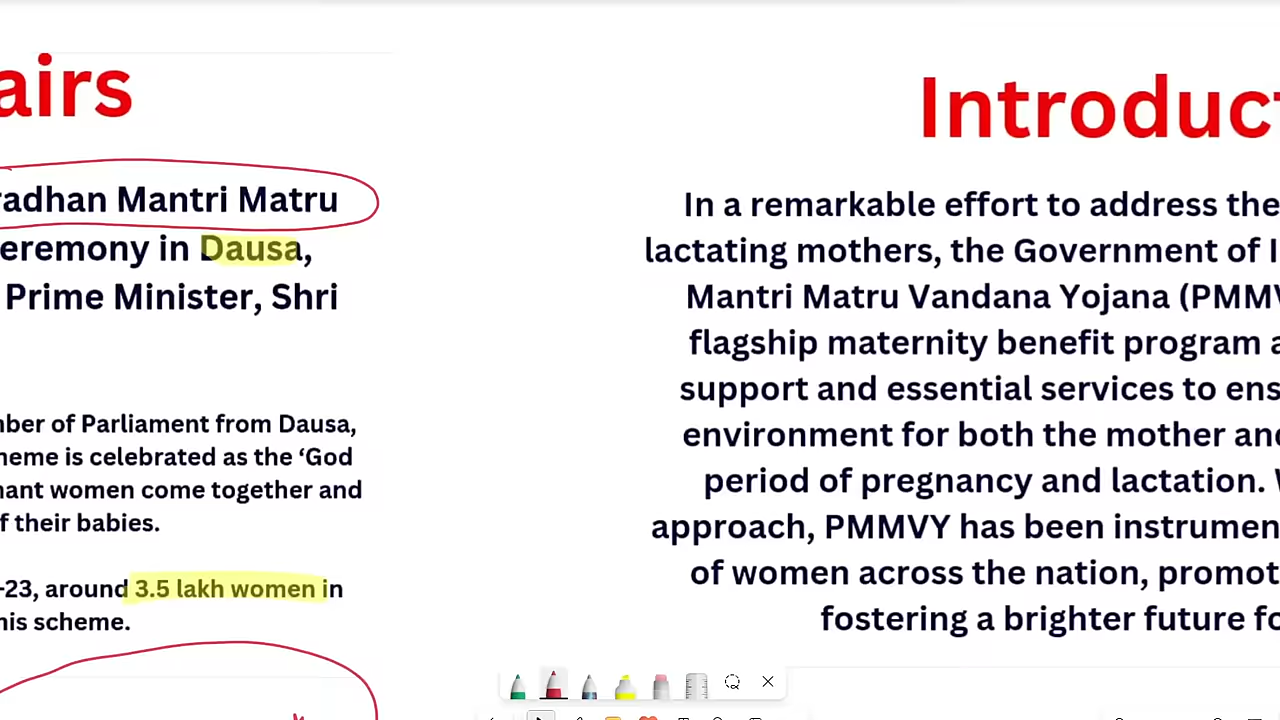 airs
radhan Mantri Matru
eremony in Dausa,
Prime Minister, Shri
nber of Parliament from Dausa,
heme is celebrated as the ‘God
nant women come together and
f their babies.
-23, around 3.5 lakh women in
his scheme.
Introduct
In a remarkable effort to address the
lactating mothers, the Government of I
Mantri Matru Vandana Yojana (PMMV
flagship maternity benefit program a
support and essential services to ens
environment for both the mother and
period of pregnancy and lactation. W
approach, PMMVY has been instrumen
of women across the nation, promot
fostering a brighter future fo